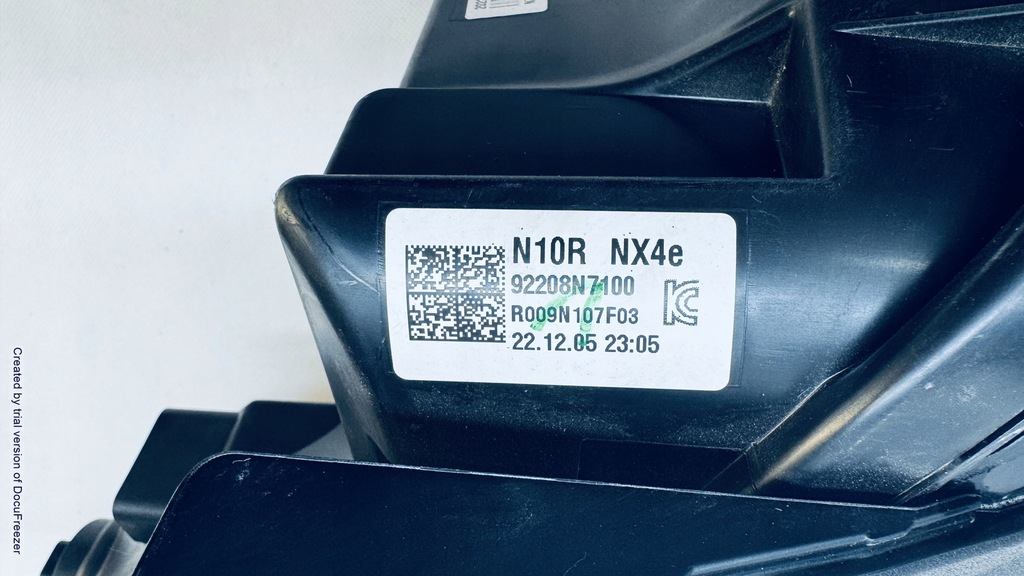 N10R NX4e
92208N7100
R009N107F03
22.12.05 23:05
Created by trial version of DocuFreezer